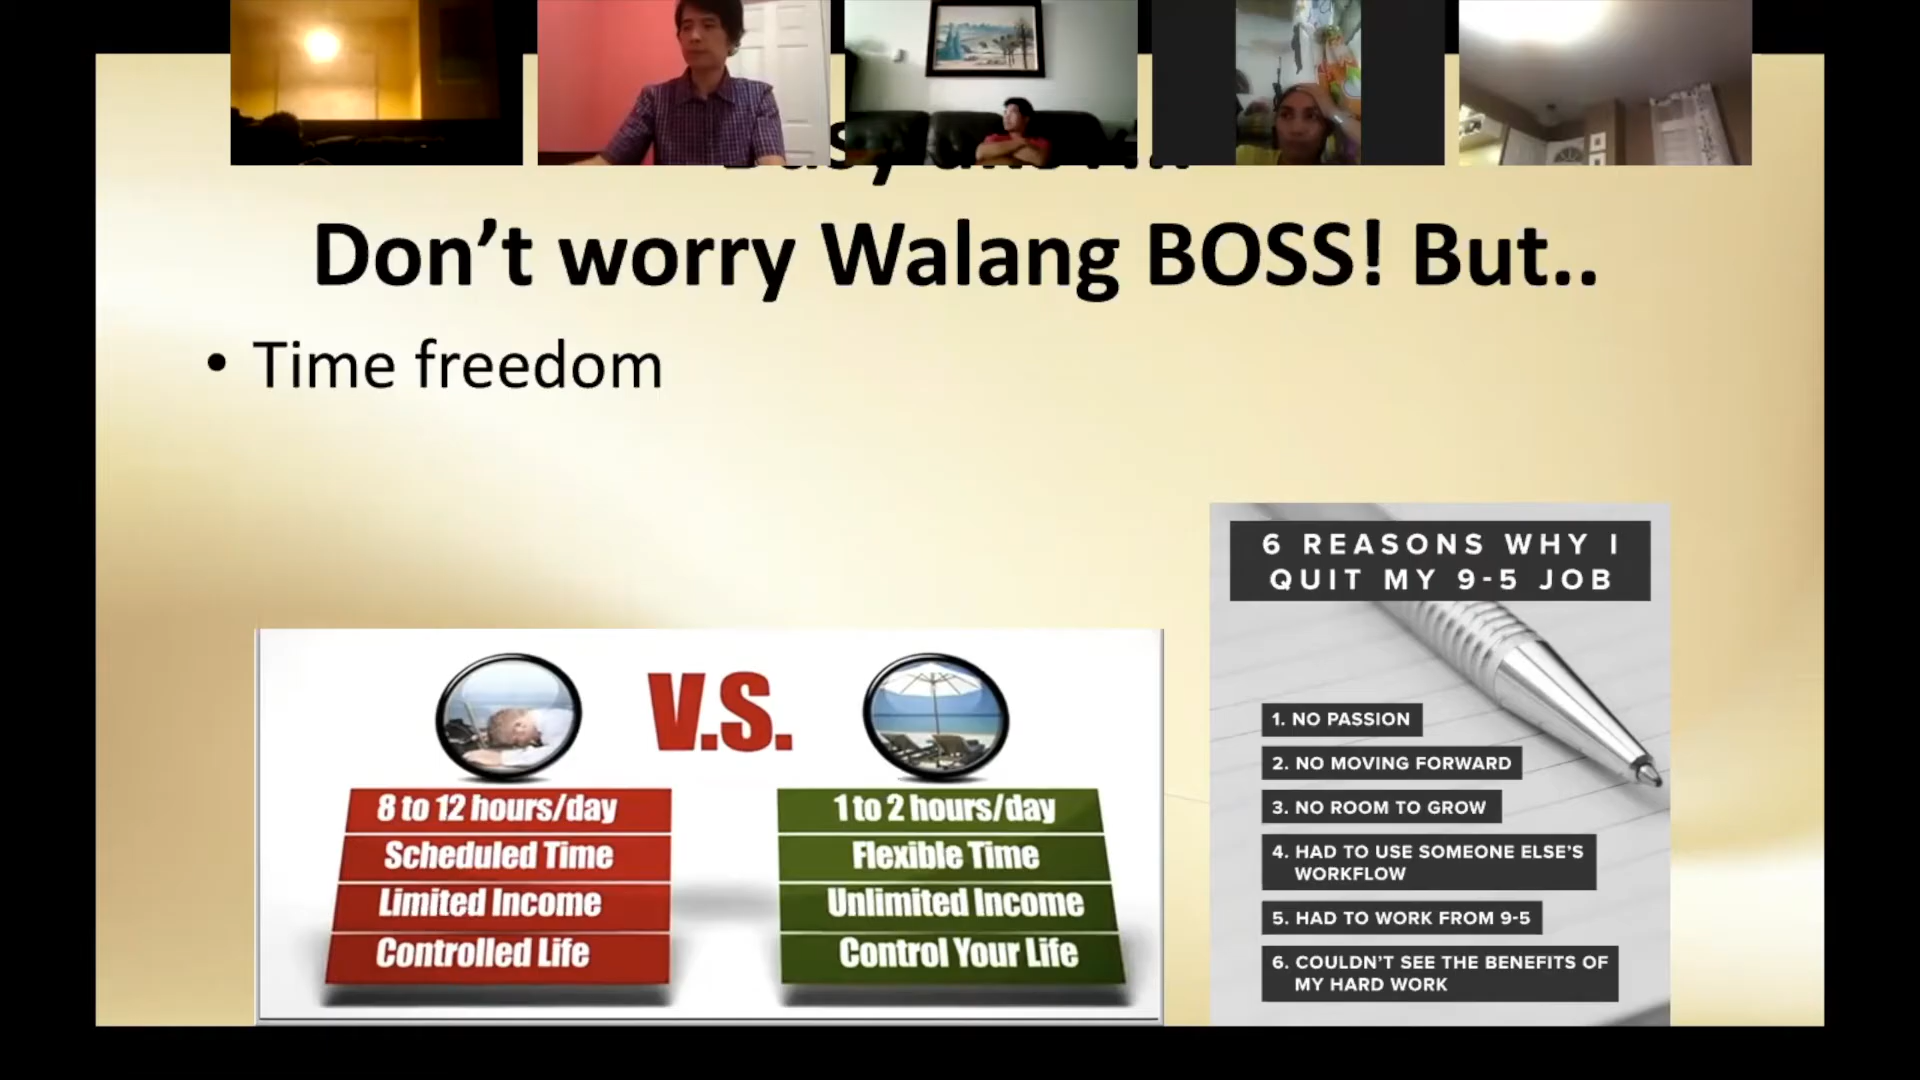 Don't worry Walang BOSS! But..
• Time freedom
V.S.
8 to 12 hours/day
Scheduled Time
Limited Income
Controlled Life
1 to 2 hours/day
Flexible Time
Unlimited Income
Control Your Life
6 REASONS WHY I
QUIT MY 9-5 JOB
1. NO PASSION
2. NO MOVING FORWARD
3. NO ROOM TO GROW
4. HAD TO USE SOMEONE ELSE'S
WORKFLOW
5. HAD TO WORK FROM 9-5
6. COULDN'T SEE THE BENEFITS OF
MY HARD WORK